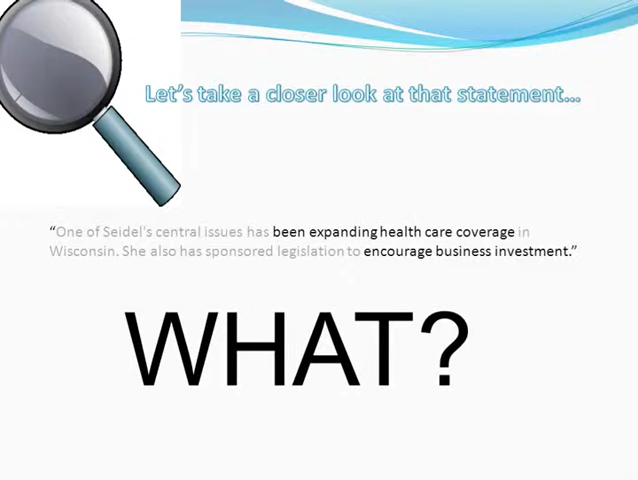 Let's take a closer look at that statement...
“One of Seidel's central issues has been expanding health care coverage in
Wisconsin. She also has sponsored legislation to encourage business investment.”
WHAT?